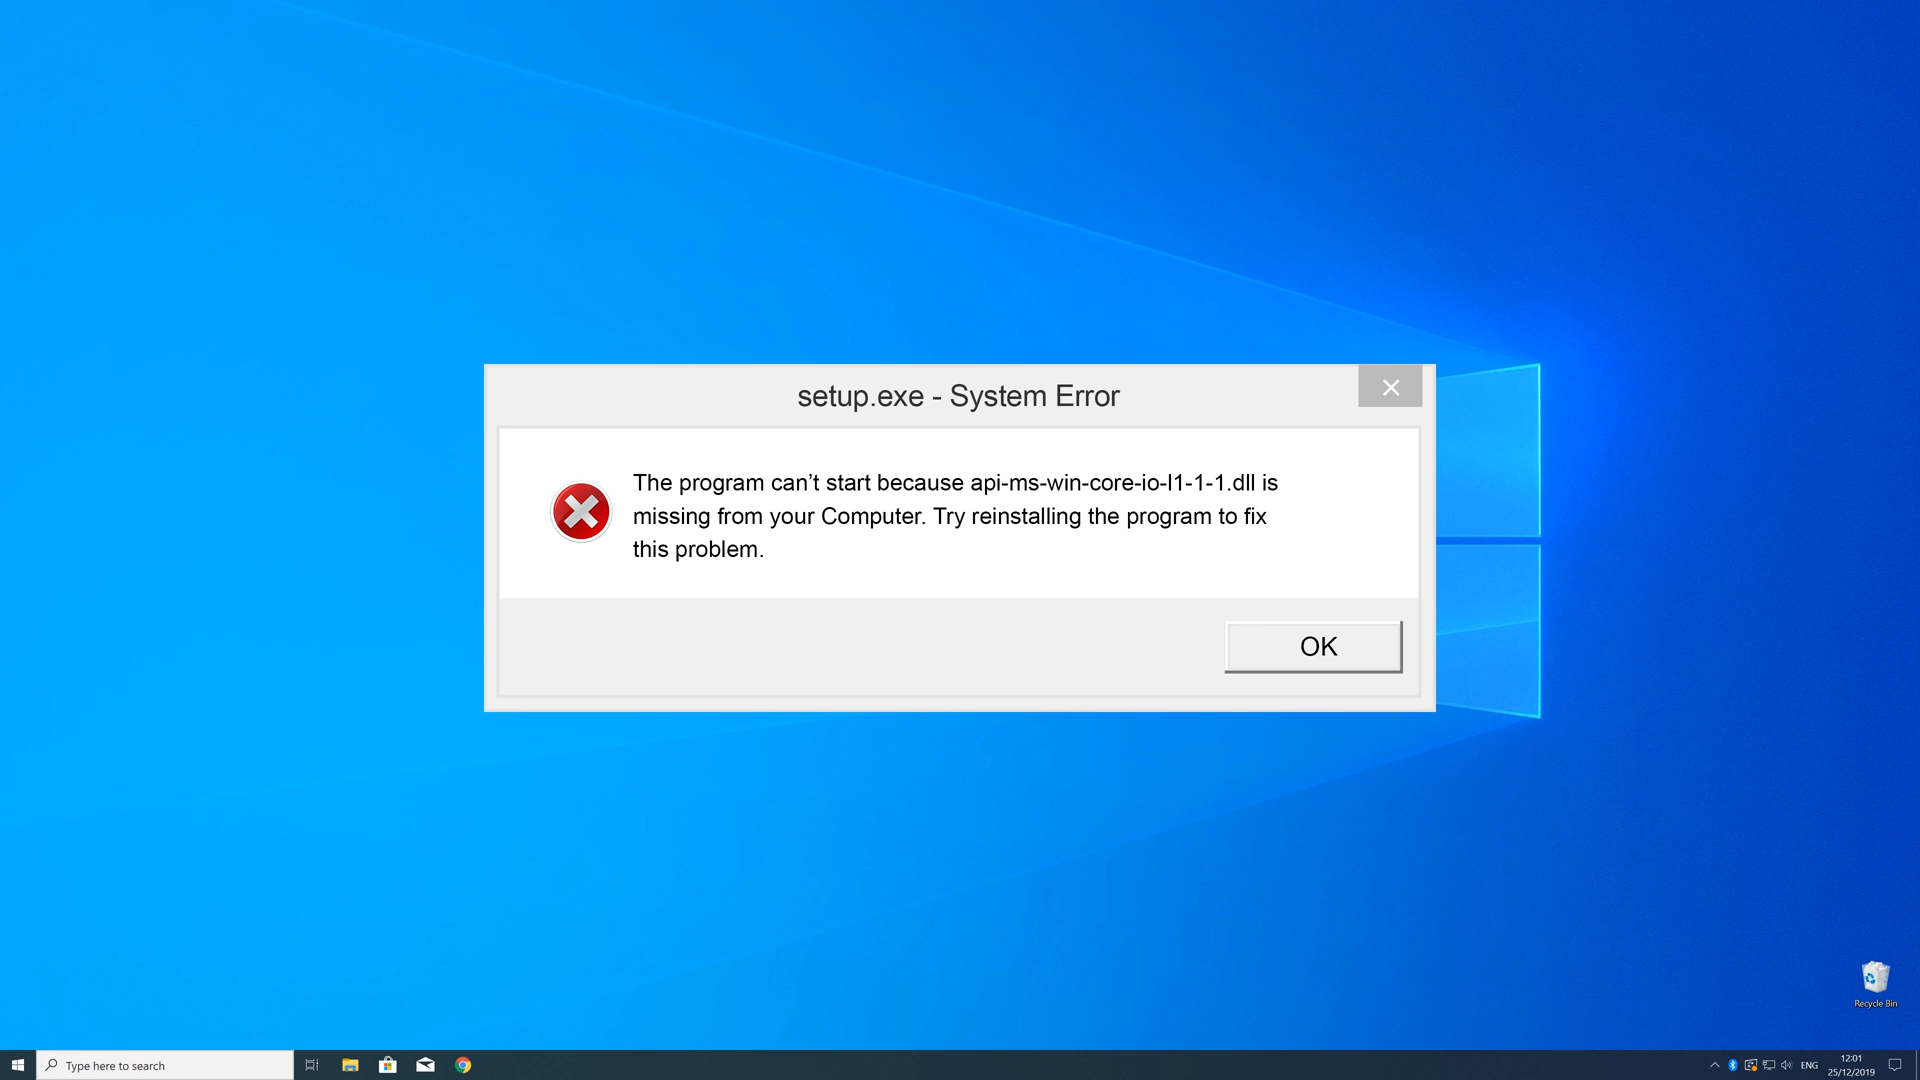 setup.exe - System Error
The program can’t start because api-ms-win-core-io-l1-1-1.dll is
missing from your Computer. Try reinstalling the program to fix
this problem.
OK
Recycle Bin
Type here to search
ENG
12:01
25/12/2019